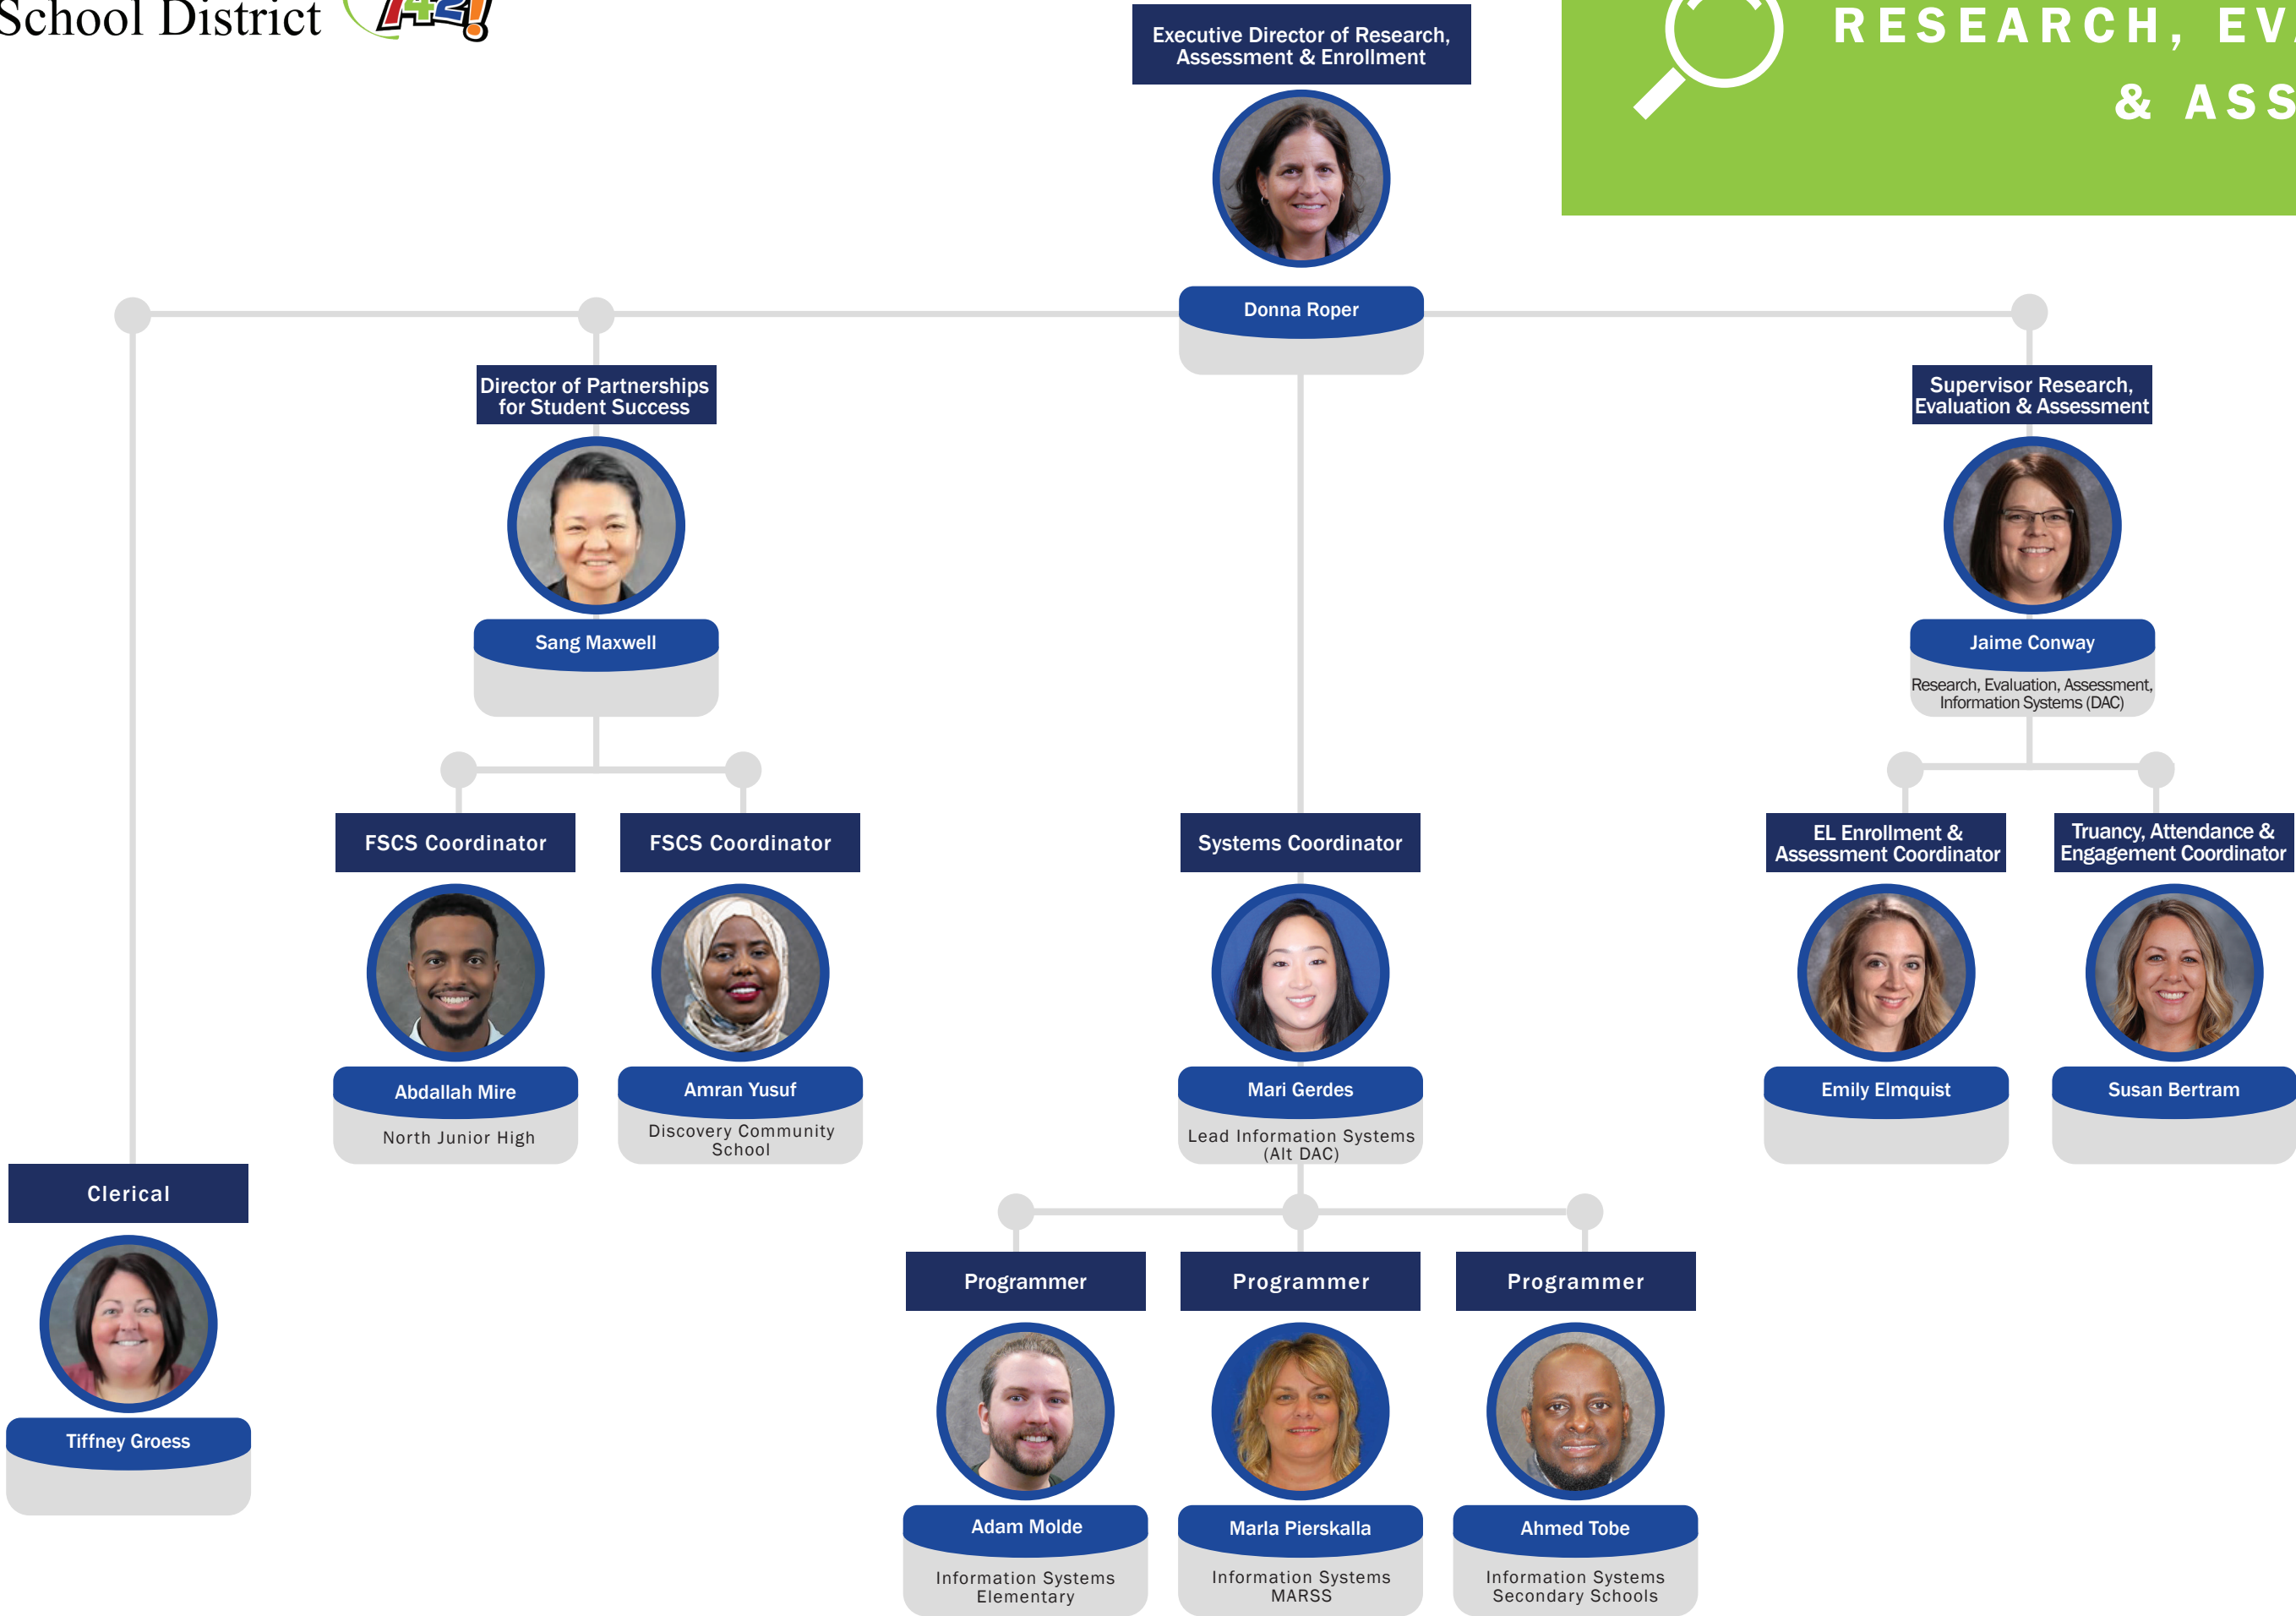 School District
742!
RESEARCH,
& 
Executive Director of Research,
Assessment & Enrollment
Donna Roper
Director of Partnerships
for Student Success
Sang Maxwell
Supervisor Research,
Evaluation & Assessment
Jaime Conway
Research, Evaluation, Assessment,
Information Systems (DAC)
FSCS Coordinator
Abdallah Mire
North Junior High
FSCS Coordinator
Amran Yusuf
Discovery Community
School
Systems Coordinator
Mari Gerdes
Lead Information Systems
(Alt DAC)
EL Enrollment &
Assessment Coordinator
Emily Elmquist
Truancy, Attendance &
Engagement Coordinator
Susan Bertram
Clerical
Tiffney Groess
Programmer
Adam Molde
Information Systems
Elementary
Programmer
Marla Pierskalla
Information Systems
MARSS
Programmer
Ahmed Tobe
Information Systems
Secondary Schools